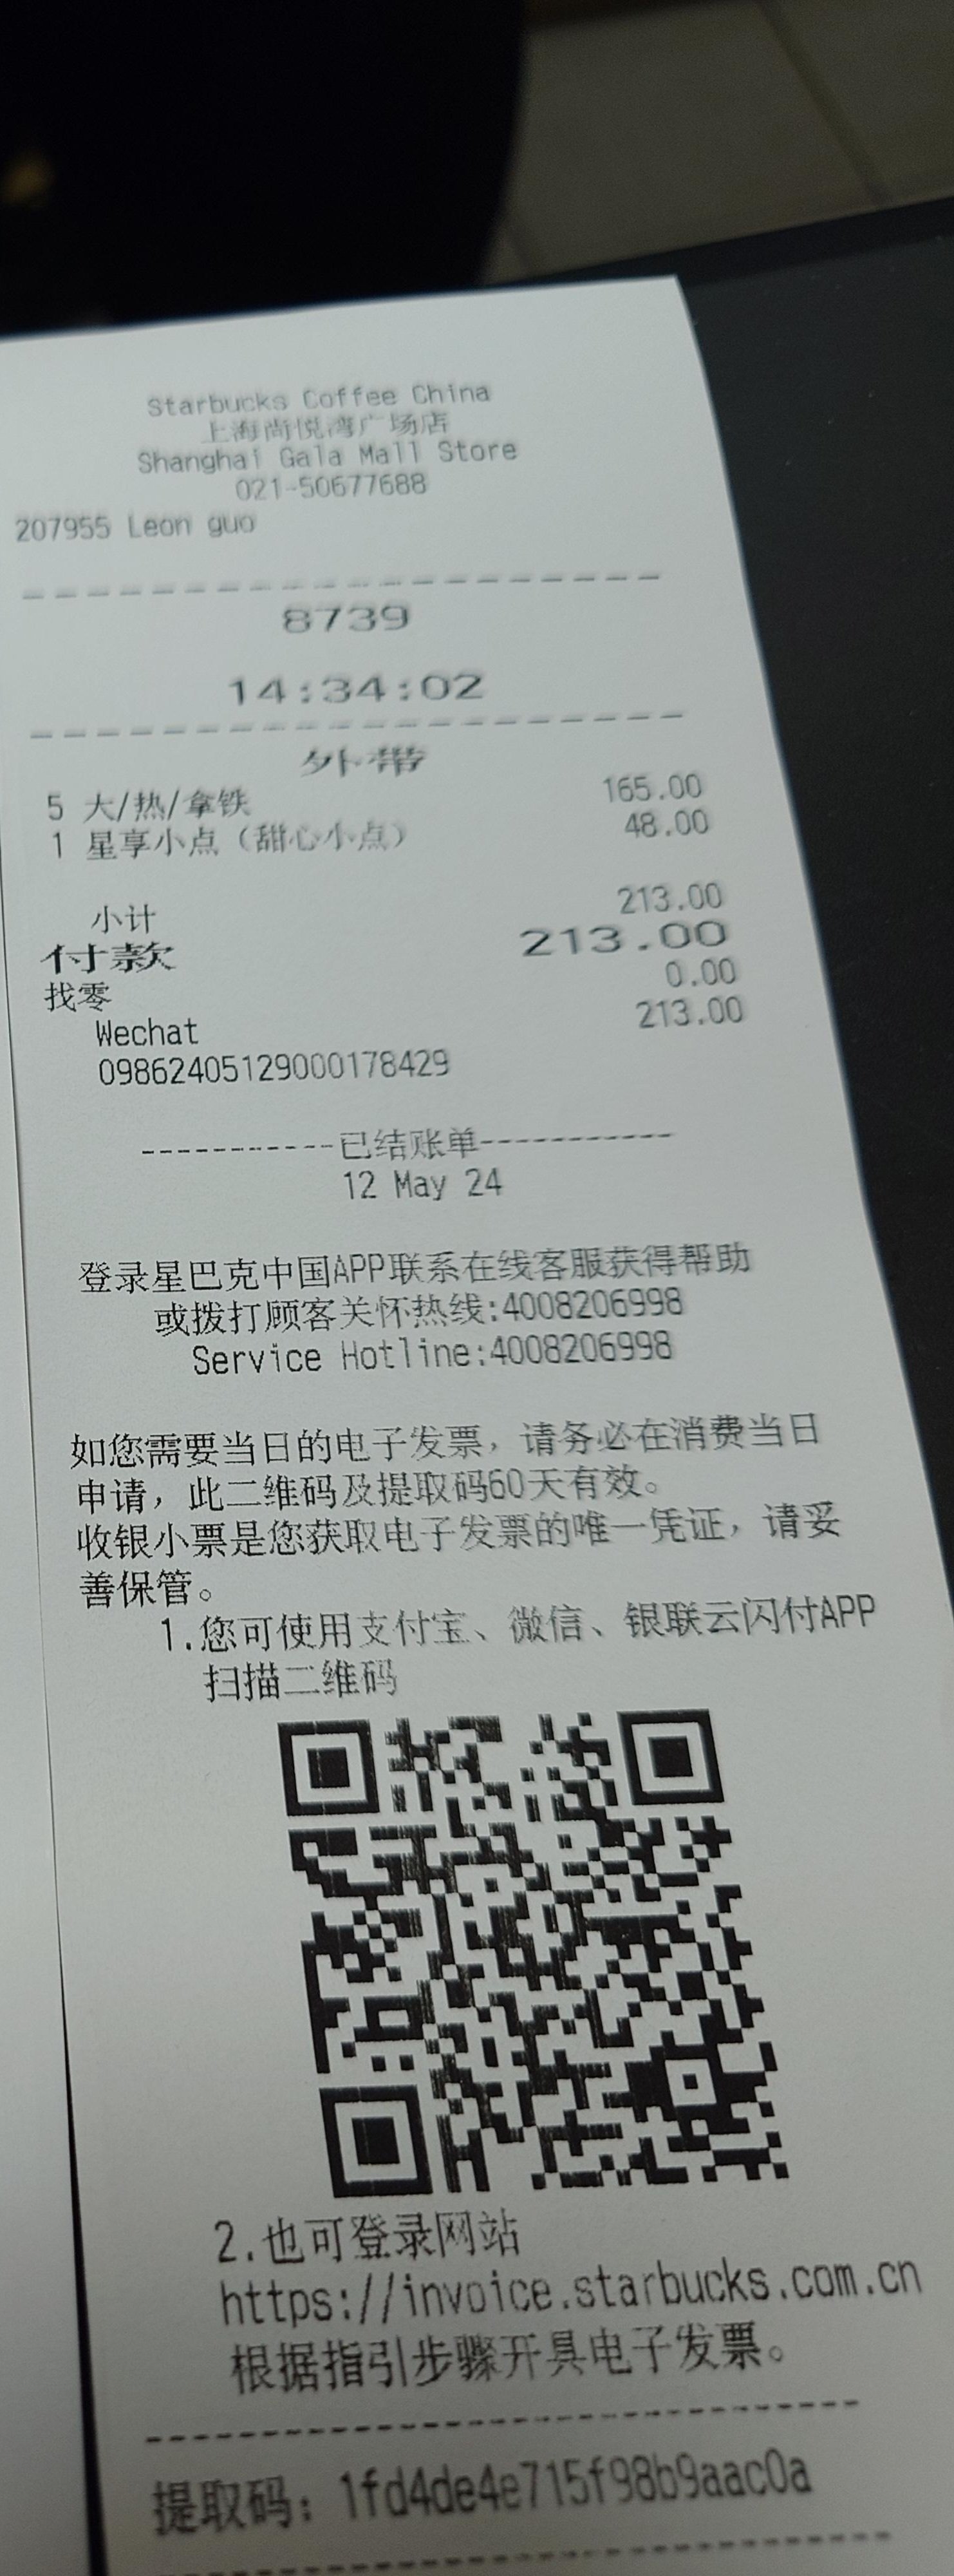 Starbucks Coffee China
上海尚悦湾广场店
Shanghai Gala Mall Store
021-50677688
207955 Leon guo
8739
14:34:02
外带
5 大/热/拿铁 165.00
1 星享小点（甜心小点） 48.00
小计 213.00
付款 213.00
找零 0.00
Wechat 213.00
09862405129000178429
-----------已结账单-----------
12 May 24
登录星巴克中国APP联系在线客服获得帮助
或拨打顾客关怀热线:4008206998
Service Hotline:4008206998
如您需要当日的电子发票，请务必在消费当日
申请，此二维码及提取码60天有效。
收银小票是您获取电子发票的唯一凭证，请妥
善保管。
1.您可使用支付宝、微信、银联云闪付APP
扫描二维码
2.也可登录网站
https://invoice.starbucks.com.cn
根据指引步骤开具电子发票。
提取码：1fd4de4e715f98b9aac0a